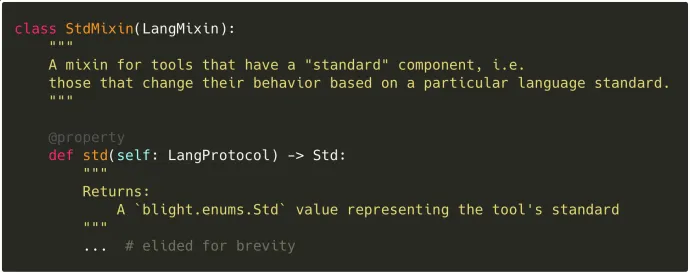 class StdMixin(LangMixin):
    """
    A mixin for tools that have a "standard" component, i.e.
    those that change their behavior based on a particular language standard.
    """

    @property
    def std(self: LangProtocol) -> Std:
        """
        Returns:
            A `blight.enums.Std` value representing the tool's standard
        """
        ...  # elided for brevity